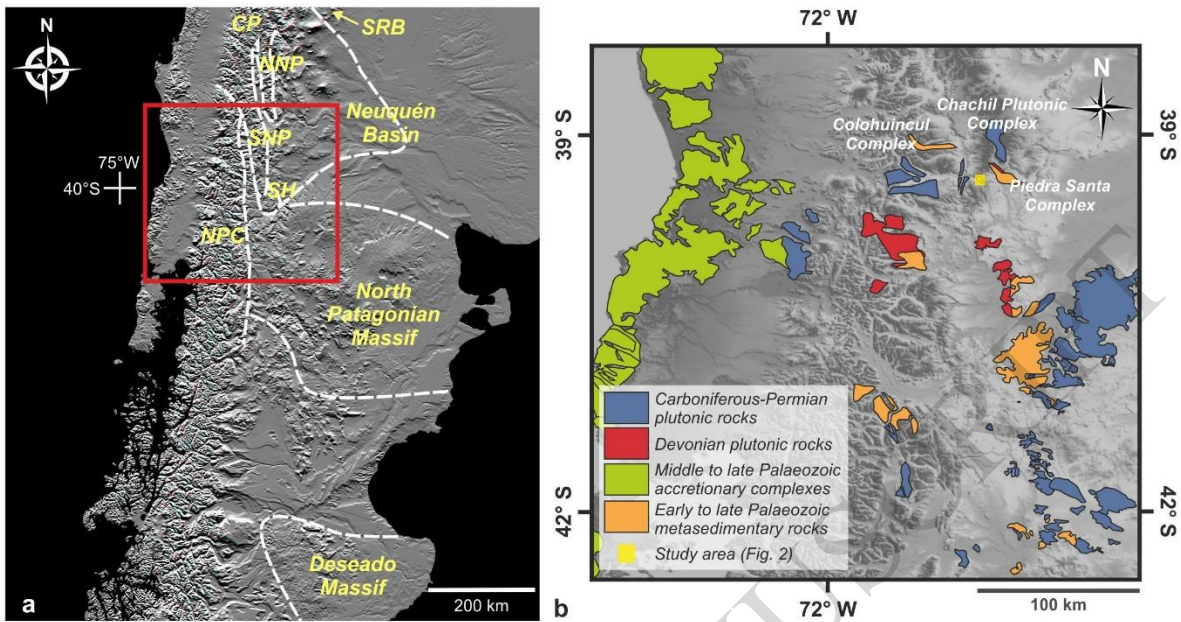 CP
SRB
N
NNP
Neuquén
Basin
75°W
SNP
40°S
SH
NPC
North
Patagonian
Massif
Deseado
Massif
a
200 km
72° W
N
Chachil Plutonic
Complex
39° S
Colohuincul
Complex
39° S
Piedra Santa
Complex
Carboniferous-Permian
plutonic rocks
Devonian plutonic rocks
Middle to late Palaeozoic
accretionary complexes
Early to late Palaeozoic
metasedimentary rocks
Study area (Fig. 2)
42° S
42° S
b
72° W
100 km